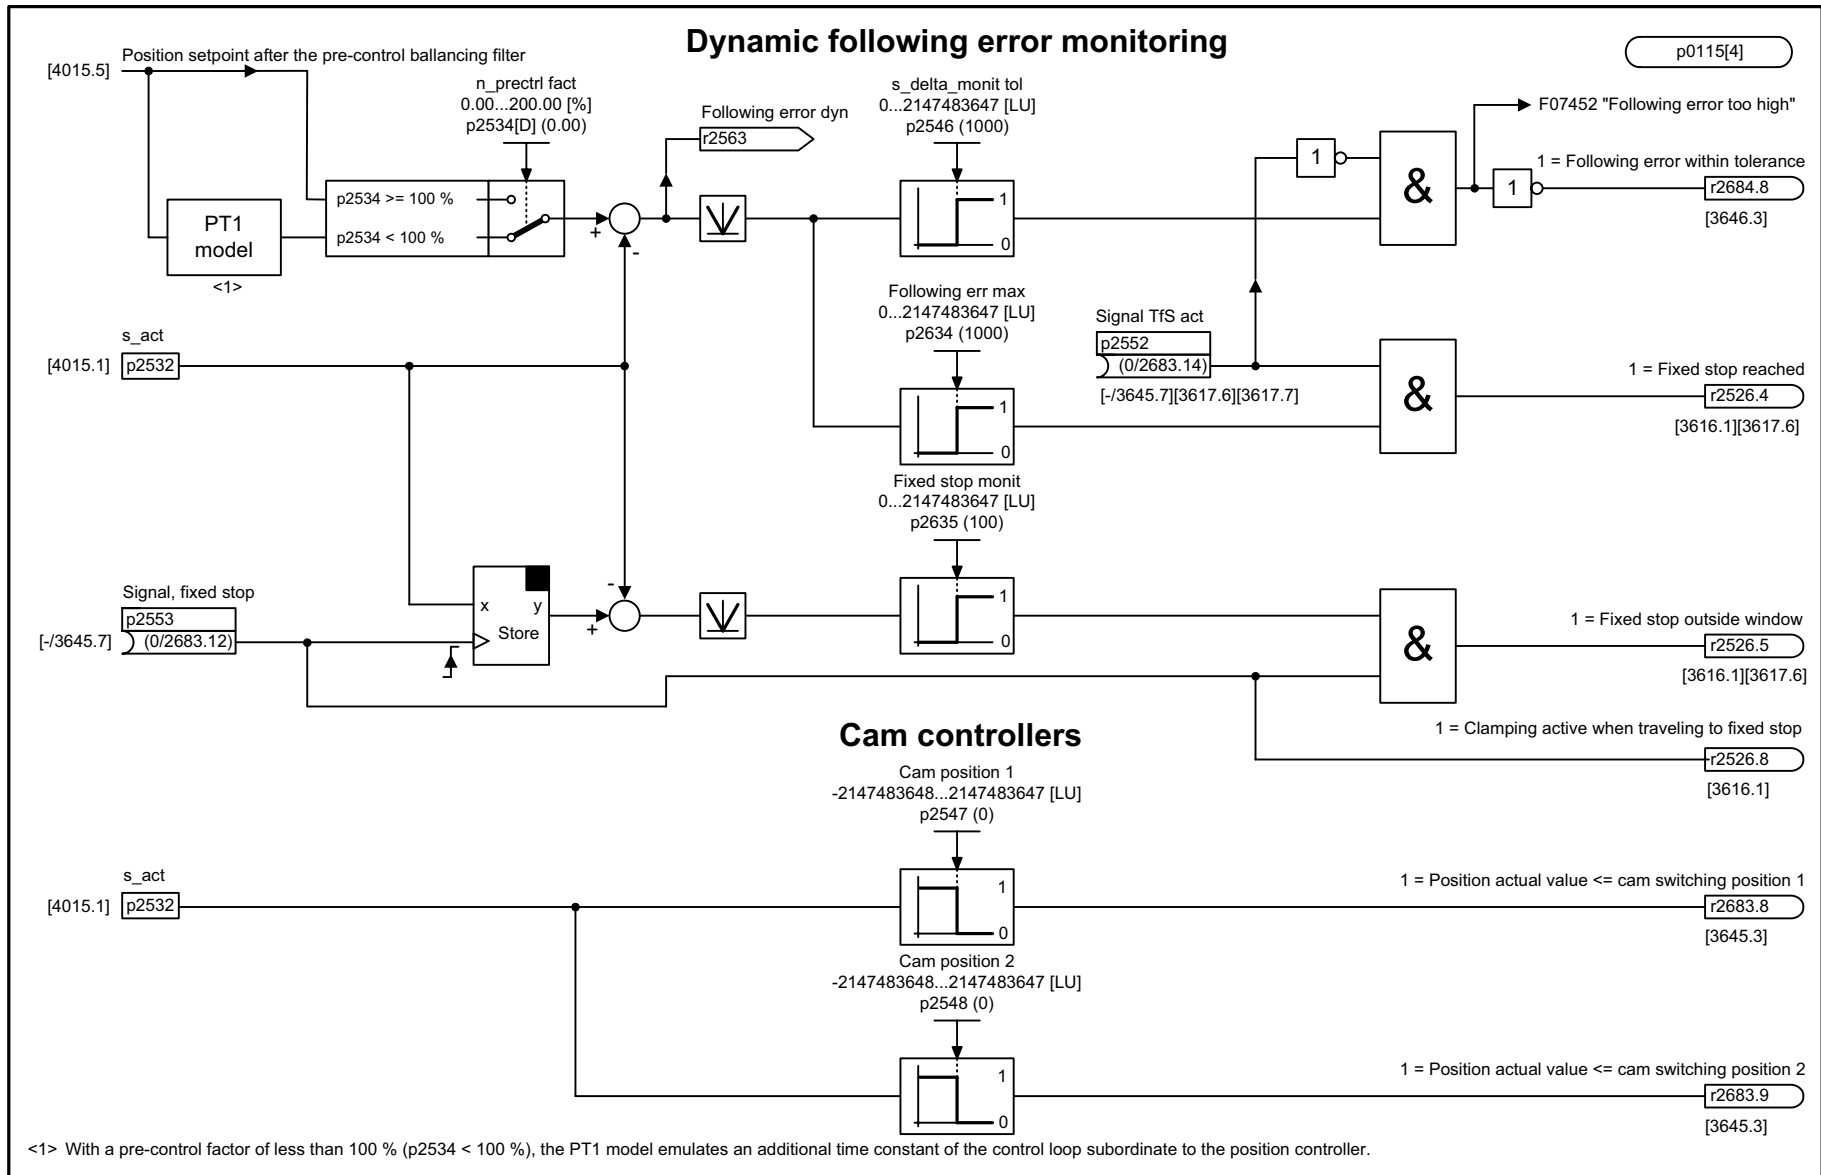 Dynamic following error monitoring
p0115[4]
Position setpoint after the pre-control ballancing filter
[4015.5]
n_prectrl fact
0.00...200.00 [%]
p2534[D] (0.00)
Following error dyn
r2563
s_delta_monit tol
0...2147483647 [LU]
p2546 (1000)
F07452 "Following error too high"
1 = Following error within tolerance
r2684.8
[3646.3]
1
&
1
p2534 >= 100 %
p2534 < 100 %
PT1
model
<1>
+
-
1
0
Following err max
0...2147483647 [LU]
p2634 (1000)
1
0
Signal TfS act
p2552
(0/2683.14)
[-/3645.7][3617.6][3617.7]
&
1 = Fixed stop reached
r2526.4
[3616.1][3617.6]
s_act
[4015.1]
p2532
Fixed stop monit
0...2147483647 [LU]
p2635 (100)
1
0
Signal, fixed stop
p2553
[-/3645.7]
(0/2683.12)
x
y
Store
-
+
&
1 = Fixed stop outside window
r2526.5
[3616.1][3617.6]
1 = Clamping active when traveling to fixed stop
r2526.8
[3616.1]
Cam controllers
Cam position 1
-2147483648...2147483647 [LU]
p2547 (0)
s_act
[4015.1]
p2532
1
0
1 = Position actual value <= cam switching position 1
r2683.8
[3645.3]
Cam position 2
-2147483648...2147483647 [LU]
p2548 (0)
1
0
1 = Position actual value <= cam switching position 2
r2683.9
[3645.3]
<1> With a pre-control factor of less than 100 % (p2534 < 100 %), the PT1 model emulates an additional time constant of the control loop subordinate to the position controller.